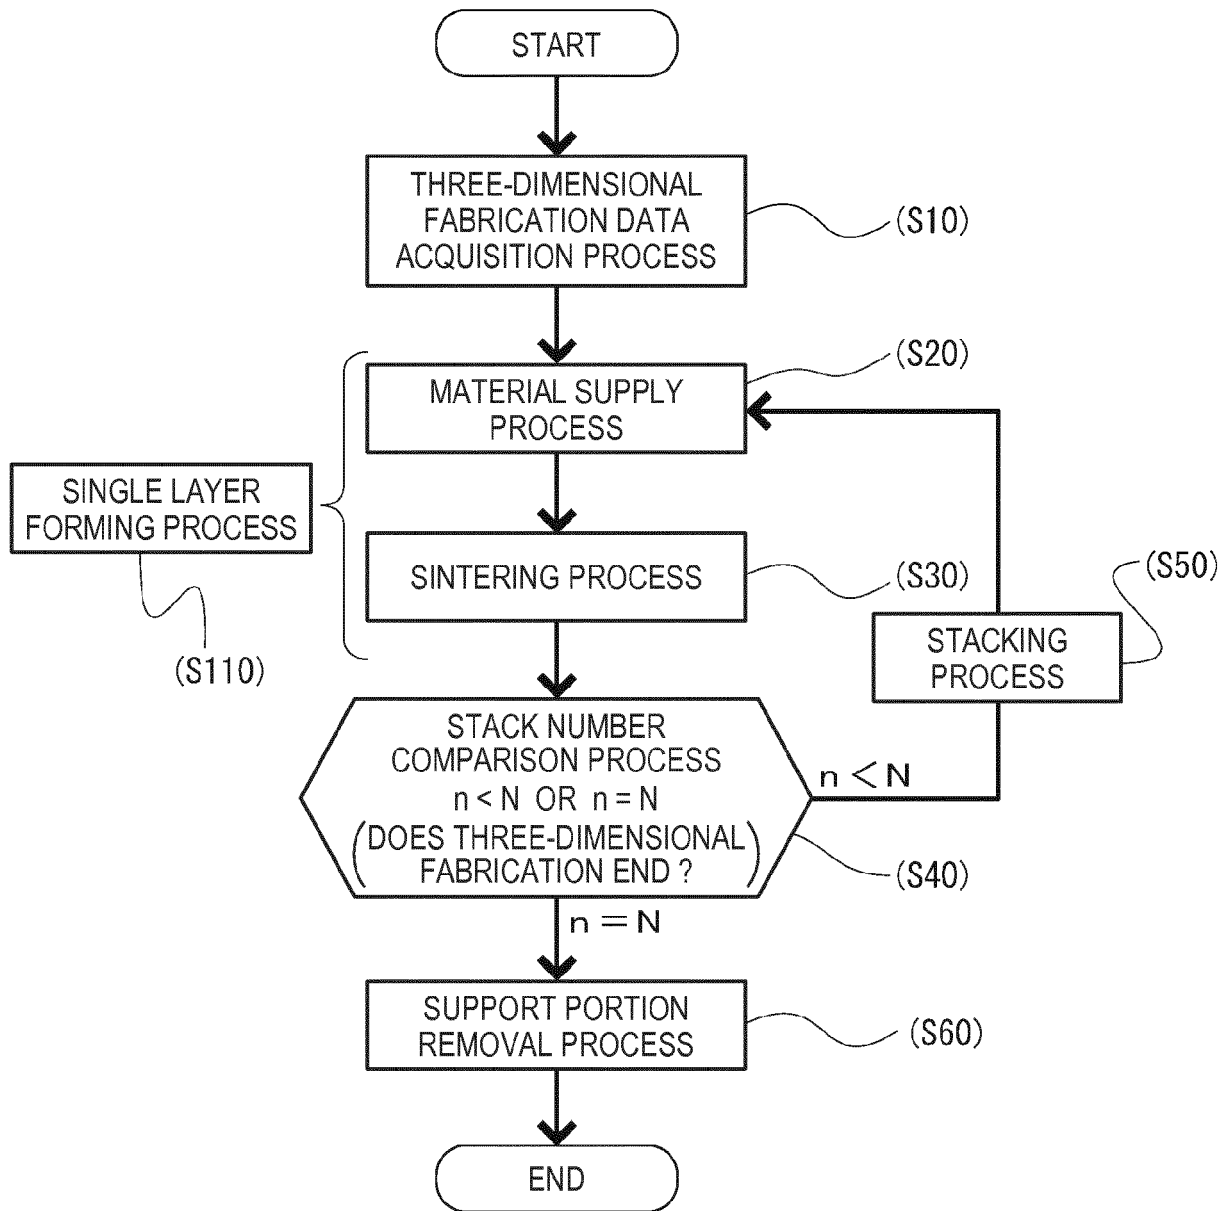 START
THREE-DIMENSIONAL
FABRICATION DATA
ACQUISITION PROCESS
(S10)
MATERIAL SUPPLY
PROCESS
(S20)
SINGLE LAYER
FORMING PROCESS
(S110)
SINTERING PROCESS
(S30)
STACKING
PROCESS
(S50)
STACK NUMBER
COMPARISON PROCESS
n < N OR n = N
(DOES THREE-DIMENSIONAL
FABRICATION END ?)
(S40)
n < N
n = N
SUPPORT PORTION
REMOVAL PROCESS
(S60)
END